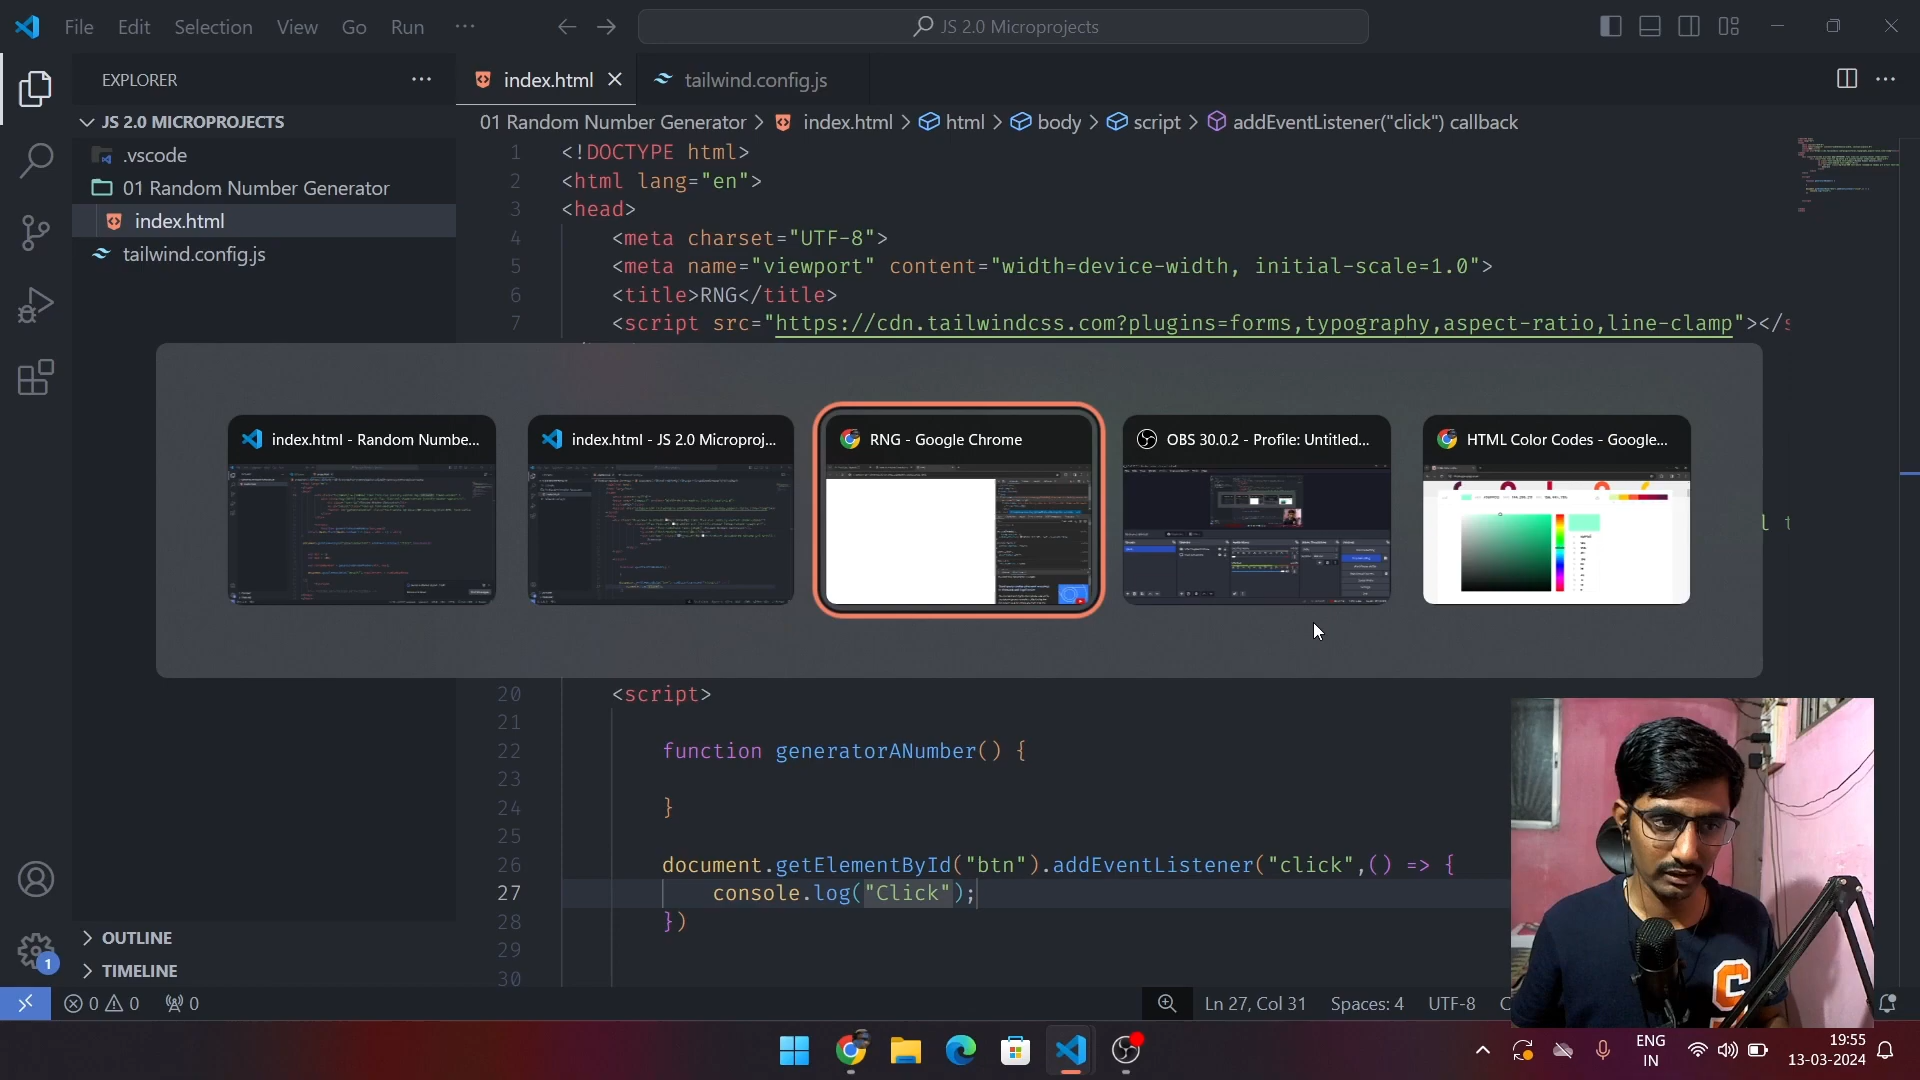 File Edit Selection View Go Run ··· JS 2.0 Microprojects
EXPLORER
index.html
tailwind.config.js
JS 2.0 MICROPROJECTS
.vscode
01 Random Number Generator
index.html
tailwind.config.js
01 Random Number Generator > index.html > html > body > script > addEventListener("click") callback
1 <!DOCTYPE html>
2 <html lang="en">
3 <head>
4 <meta charset="UTF-8">
5 <meta name="viewport" content="width=device-width, initial-scale=1.0">
6 <title>RNG</title>
7 <script src="https://cdn.tailwindcss.com?plugins=forms,typography,aspect-ratio,line-clamp"></s
index.html - Random Numbe...
index.html - JS 2.0 Microproj...
RNG - Google Chrome
OBS 30.0.2 - Profile: Untitled...
HTML Color Codes - Google...
20 <script>
21
22 function generatorANumber() {
23
24 }
25
26 document.getElementById("btn").addEventListener("click",() => {
27 console.log("Click");
28 })
29
30
OUTLINE
TIMELINE
1
0 0 0
Ln 27, Col 31 Spaces: 4 UTF-8
C
ENG
IN
19:55
13-03-2024